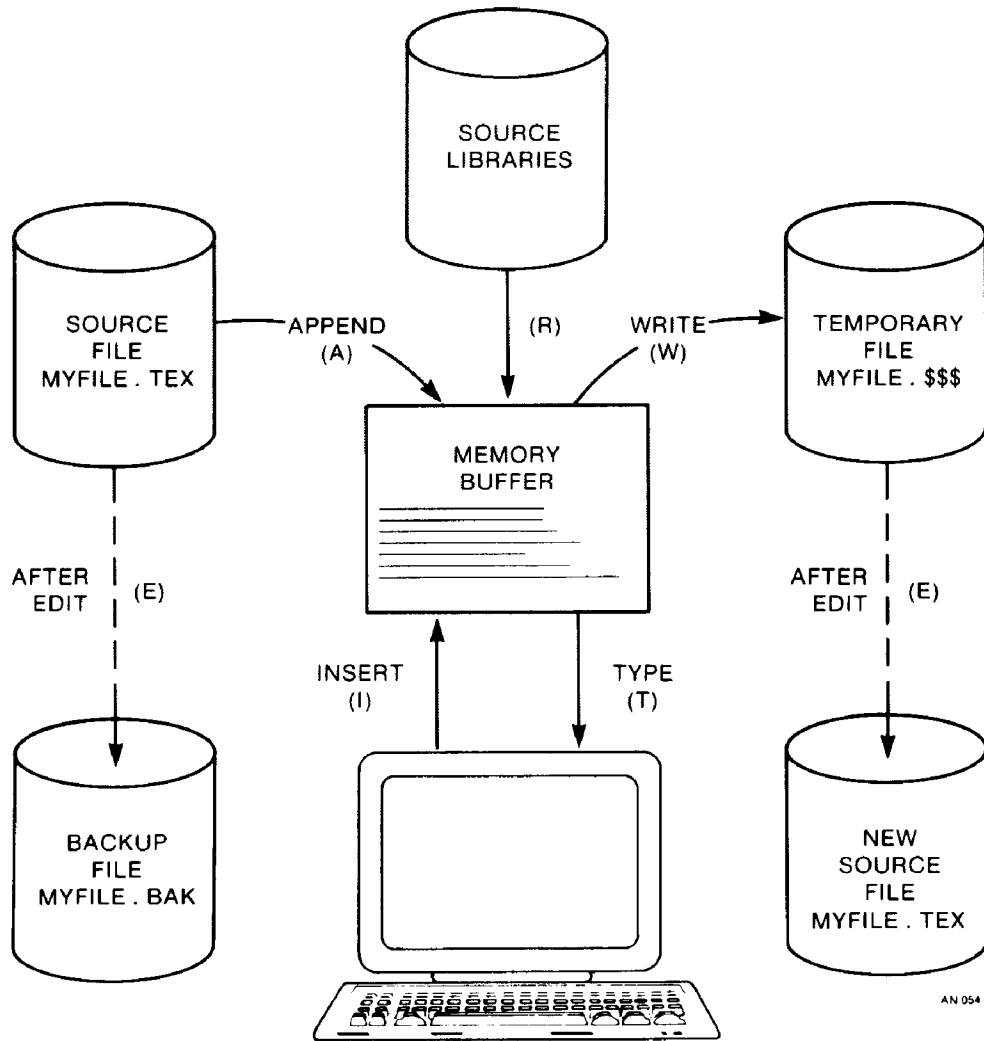 SOURCE
LIBRARIES
SOURCE
FILE
MYFILE . TEX
APPEND
(A)
(R)
WRITE
(W)
TEMPORARY
FILE
MYFILE . $$$
MEMORY
BUFFER
AFTER
EDIT
(E)
AFTER
EDIT
(E)
INSERT
(I)
TYPE
(T)
BACKUP
FILE
MYFILE . BAK
NEW
SOURCE
FILE
MYFILE . TEX
AN 054